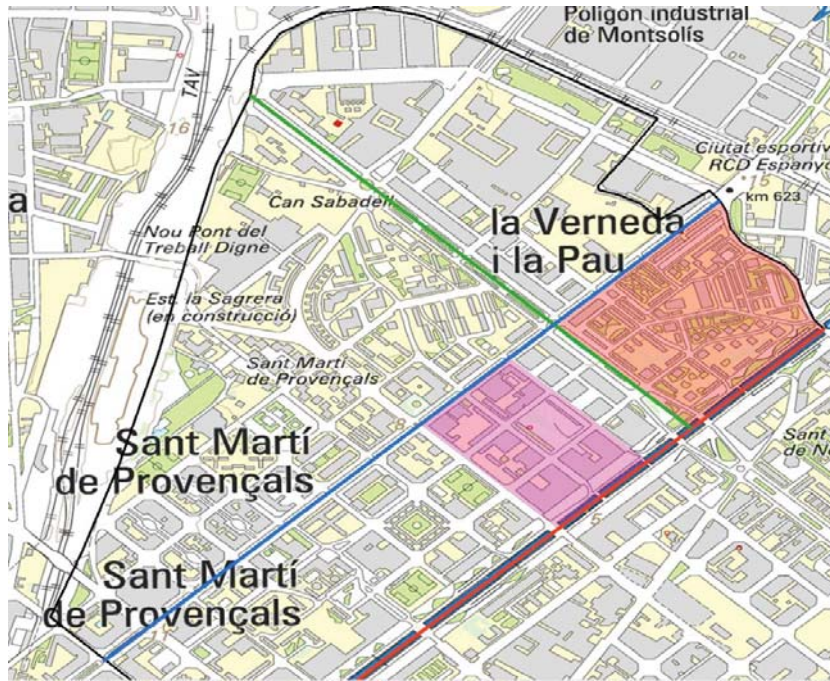 Polígon industrial
de Montsolís
TAV
16
Ciutat esportiv
RCD Espanyo
15
km 623
a
Can Sabadell
la Verneda
i la Pau
Nou Pont del
Treball Digne
Est. la Sagrera
(en construcció)
Sant Martí
de Provençals
Sant Martí
de Provençals
Sant
de No
Sant Martí
de Provençals